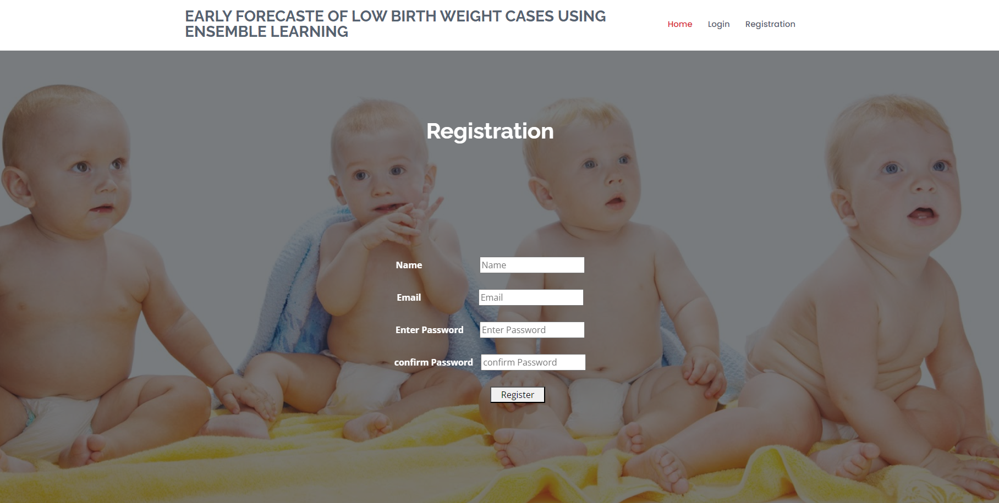 EARLY FORECASTE OF LOW BIRTH WEIGHT CASES USING
ENSEMBLE LEARNING
Home Login Registration
Registration
Name Name
Email Email
Enter Password Enter Password
confirm Password confirm Password
Register